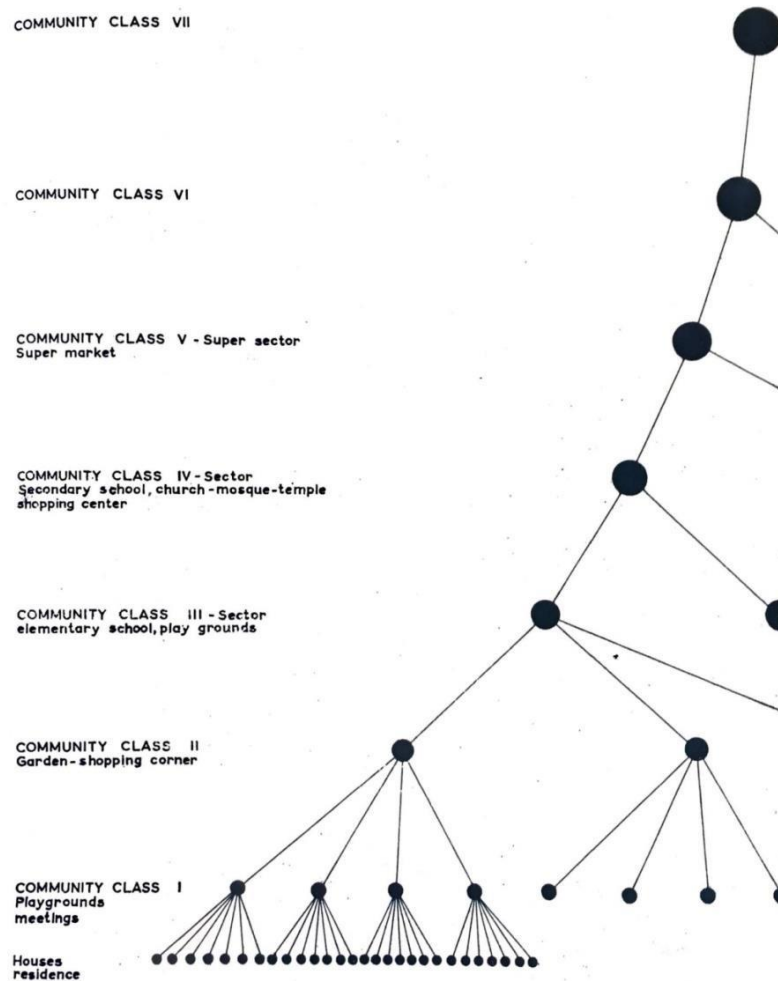 COMMUNITY CLASS VII
COMMUNITY CLASS VI
COMMUNITY CLASS V - Super sector
Super market
COMMUNITY CLASS IV - Sector
Secondary school, church-mosque-temple
shopping center
COMMUNITY CLASS III - Sector
elementary school, play grounds
COMMUNITY CLASS II
Garden-shopping corner
COMMUNITY CLASS I
Playgrounds
meetings
Houses
residence